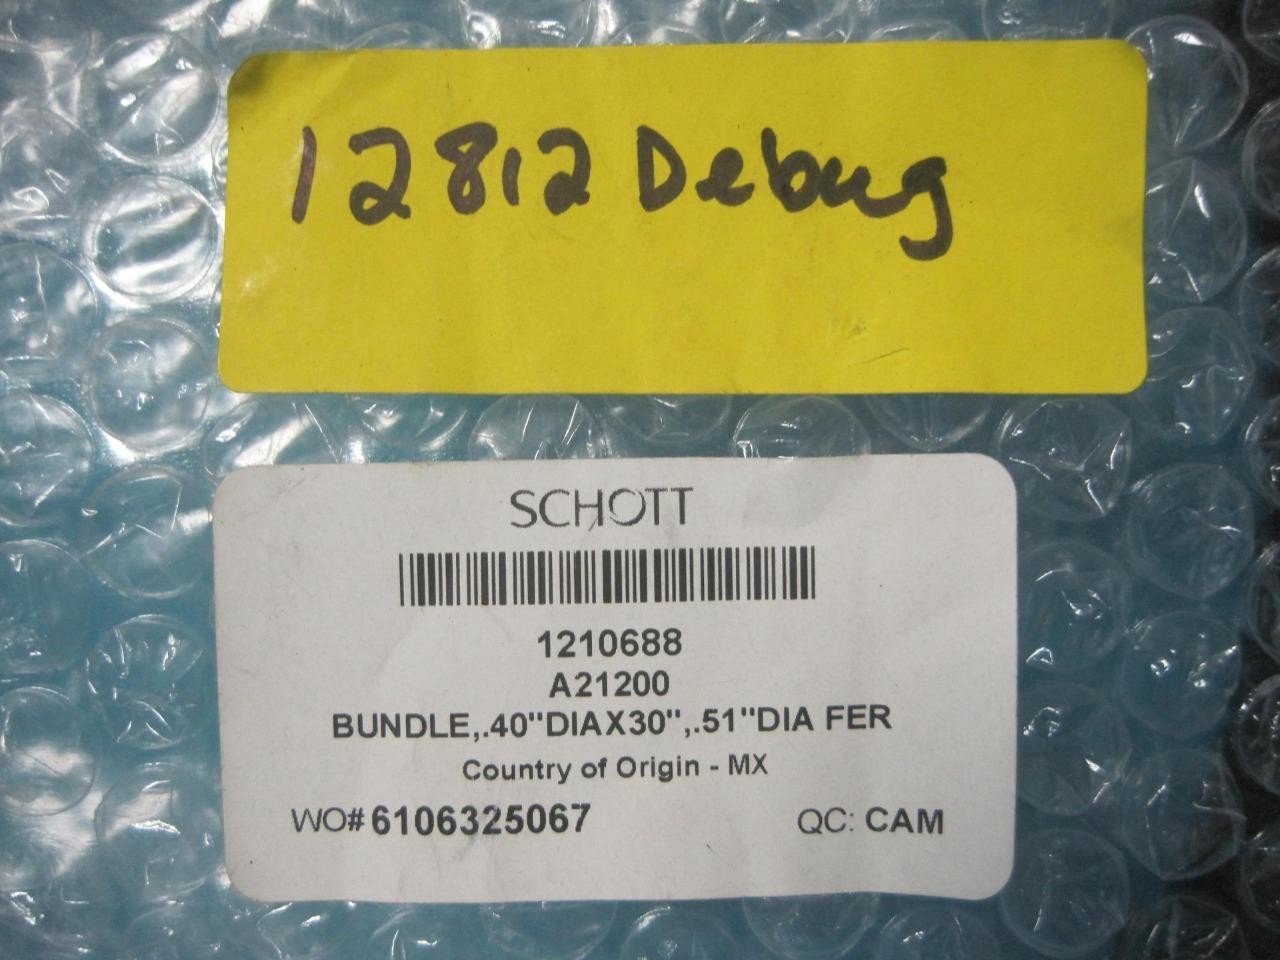 12812 Debug
SCHOTT
1210688
A21200
BUNDLE,.40"DIAX30",.51"DIA FER
Country of Origin - MX
WO# 6106325067 QC: CAM